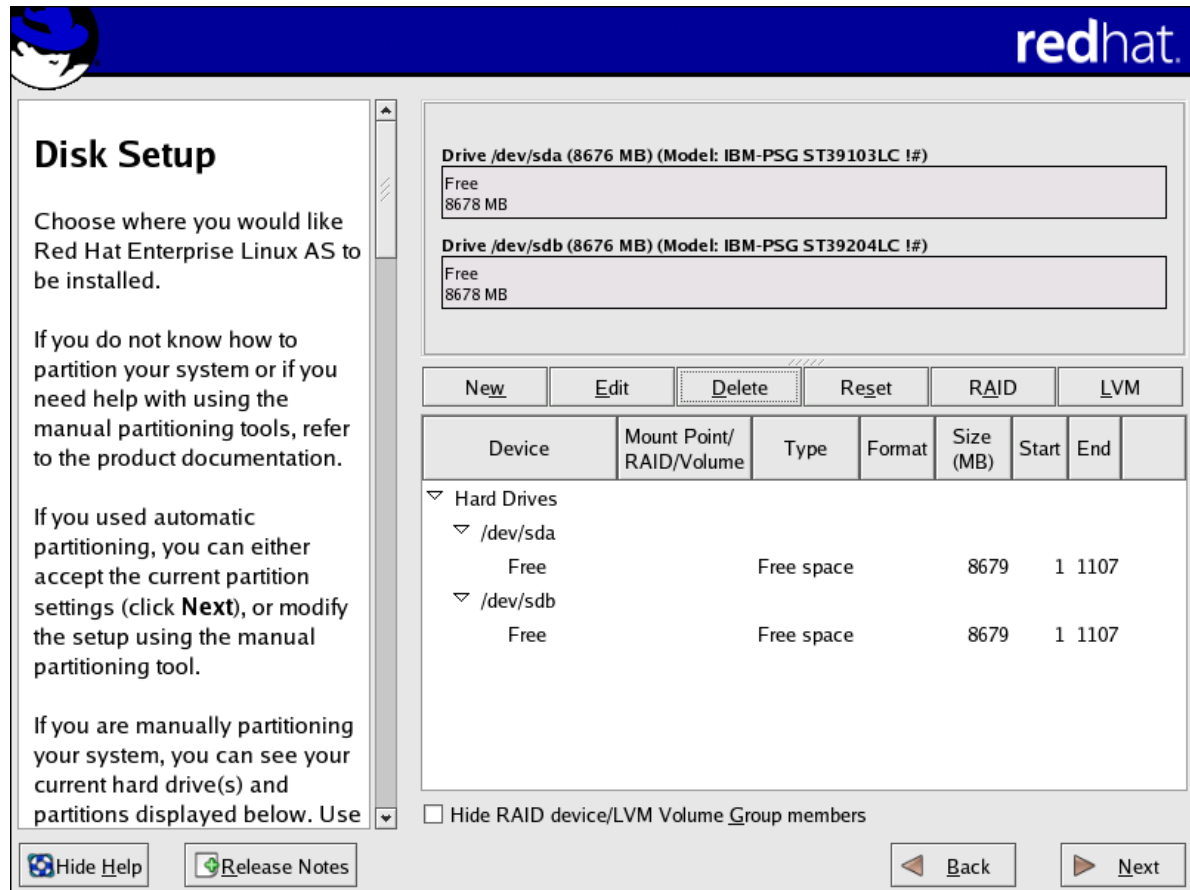 redhat.
Disk Setup
Choose where you would like
Red Hat Enterprise Linux AS to
be installed.
If you do not know how to
partition your system or if you
need help with using the
manual partitioning tools, refer
to the product documentation.
If you used automatic
partitioning, you can either
accept the current partition
settings (click Next), or modify
the setup using the manual
partitioning tool.
If you are manually partitioning
your system, you can see your
current hard drive(s) and
partitions displayed below. Use
Drive /dev/sda (8676 MB) (Model: IBM-PSG ST39103LC !#)
Free
8678 MB
Drive /dev/sdb (8676 MB) (Model: IBM-PSG ST39204LC !#)
Free
8678 MB
New Edit Delete Reset RAID LVM
Device Mount Point/ RAID/Volume Type Format Size (MB) Start End
Hard Drives
/dev/sda
Free Free space 8679 1 1107
/dev/sdb
Free Free space 8679 1 1107
Hide RAID device/LVM Volume Group members
Hide Help Release Notes Back Next